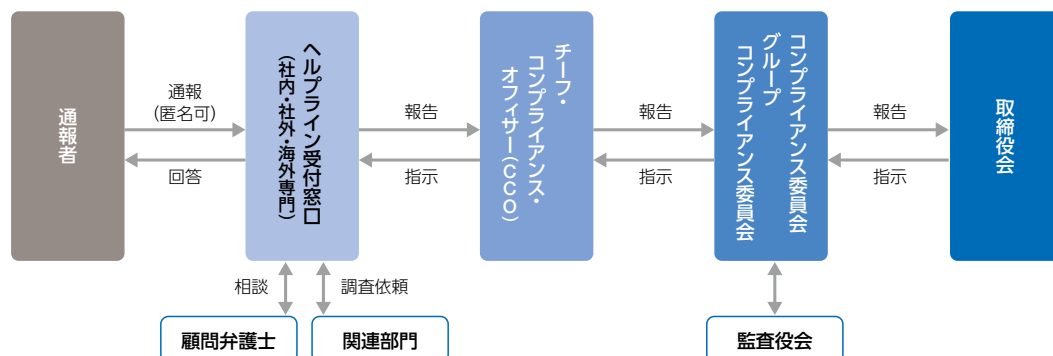 通報者
通報
(匿名可)
回答
ヘルプライン受付窓口
(社内・社外・海外専門)
報告
指示
チーフ・
コンプライアンス・
オフィサー(CCO)
報告
指示
コンプライアンス委員会
グループ
コンプライアンス委員会
報告
指示
取締役会
相談
調査依頼
顧問弁護士
関連部門
監査役会